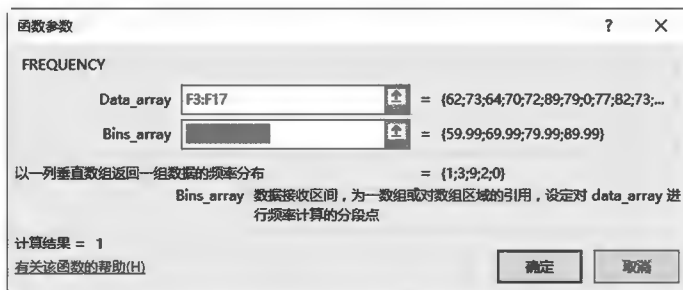 函数参数 ? ×
FREQUENCY
Data_array F3:F17 = {62;73;64;70;72;89;79;0;77;82;73;...
Bins_array = {59.99;69.99;79.99;89.99}
以一列垂直数组返回一组数据的频率分布 = {1;3;9;2;0}
Bins_array 数据接收区间，为一数组或对数组区域的引用，设定对 data_array 进
行频率计算的分段点
计算结果 = 1
有关该函数的帮助(H) 确定 取消